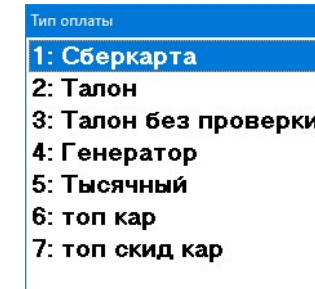 Тип оплаты
1: Сберкарта
2: Талон
3: Талон без проверки
4: Генератор
5: Тысячный
6: топ кар
7: топ скид кар